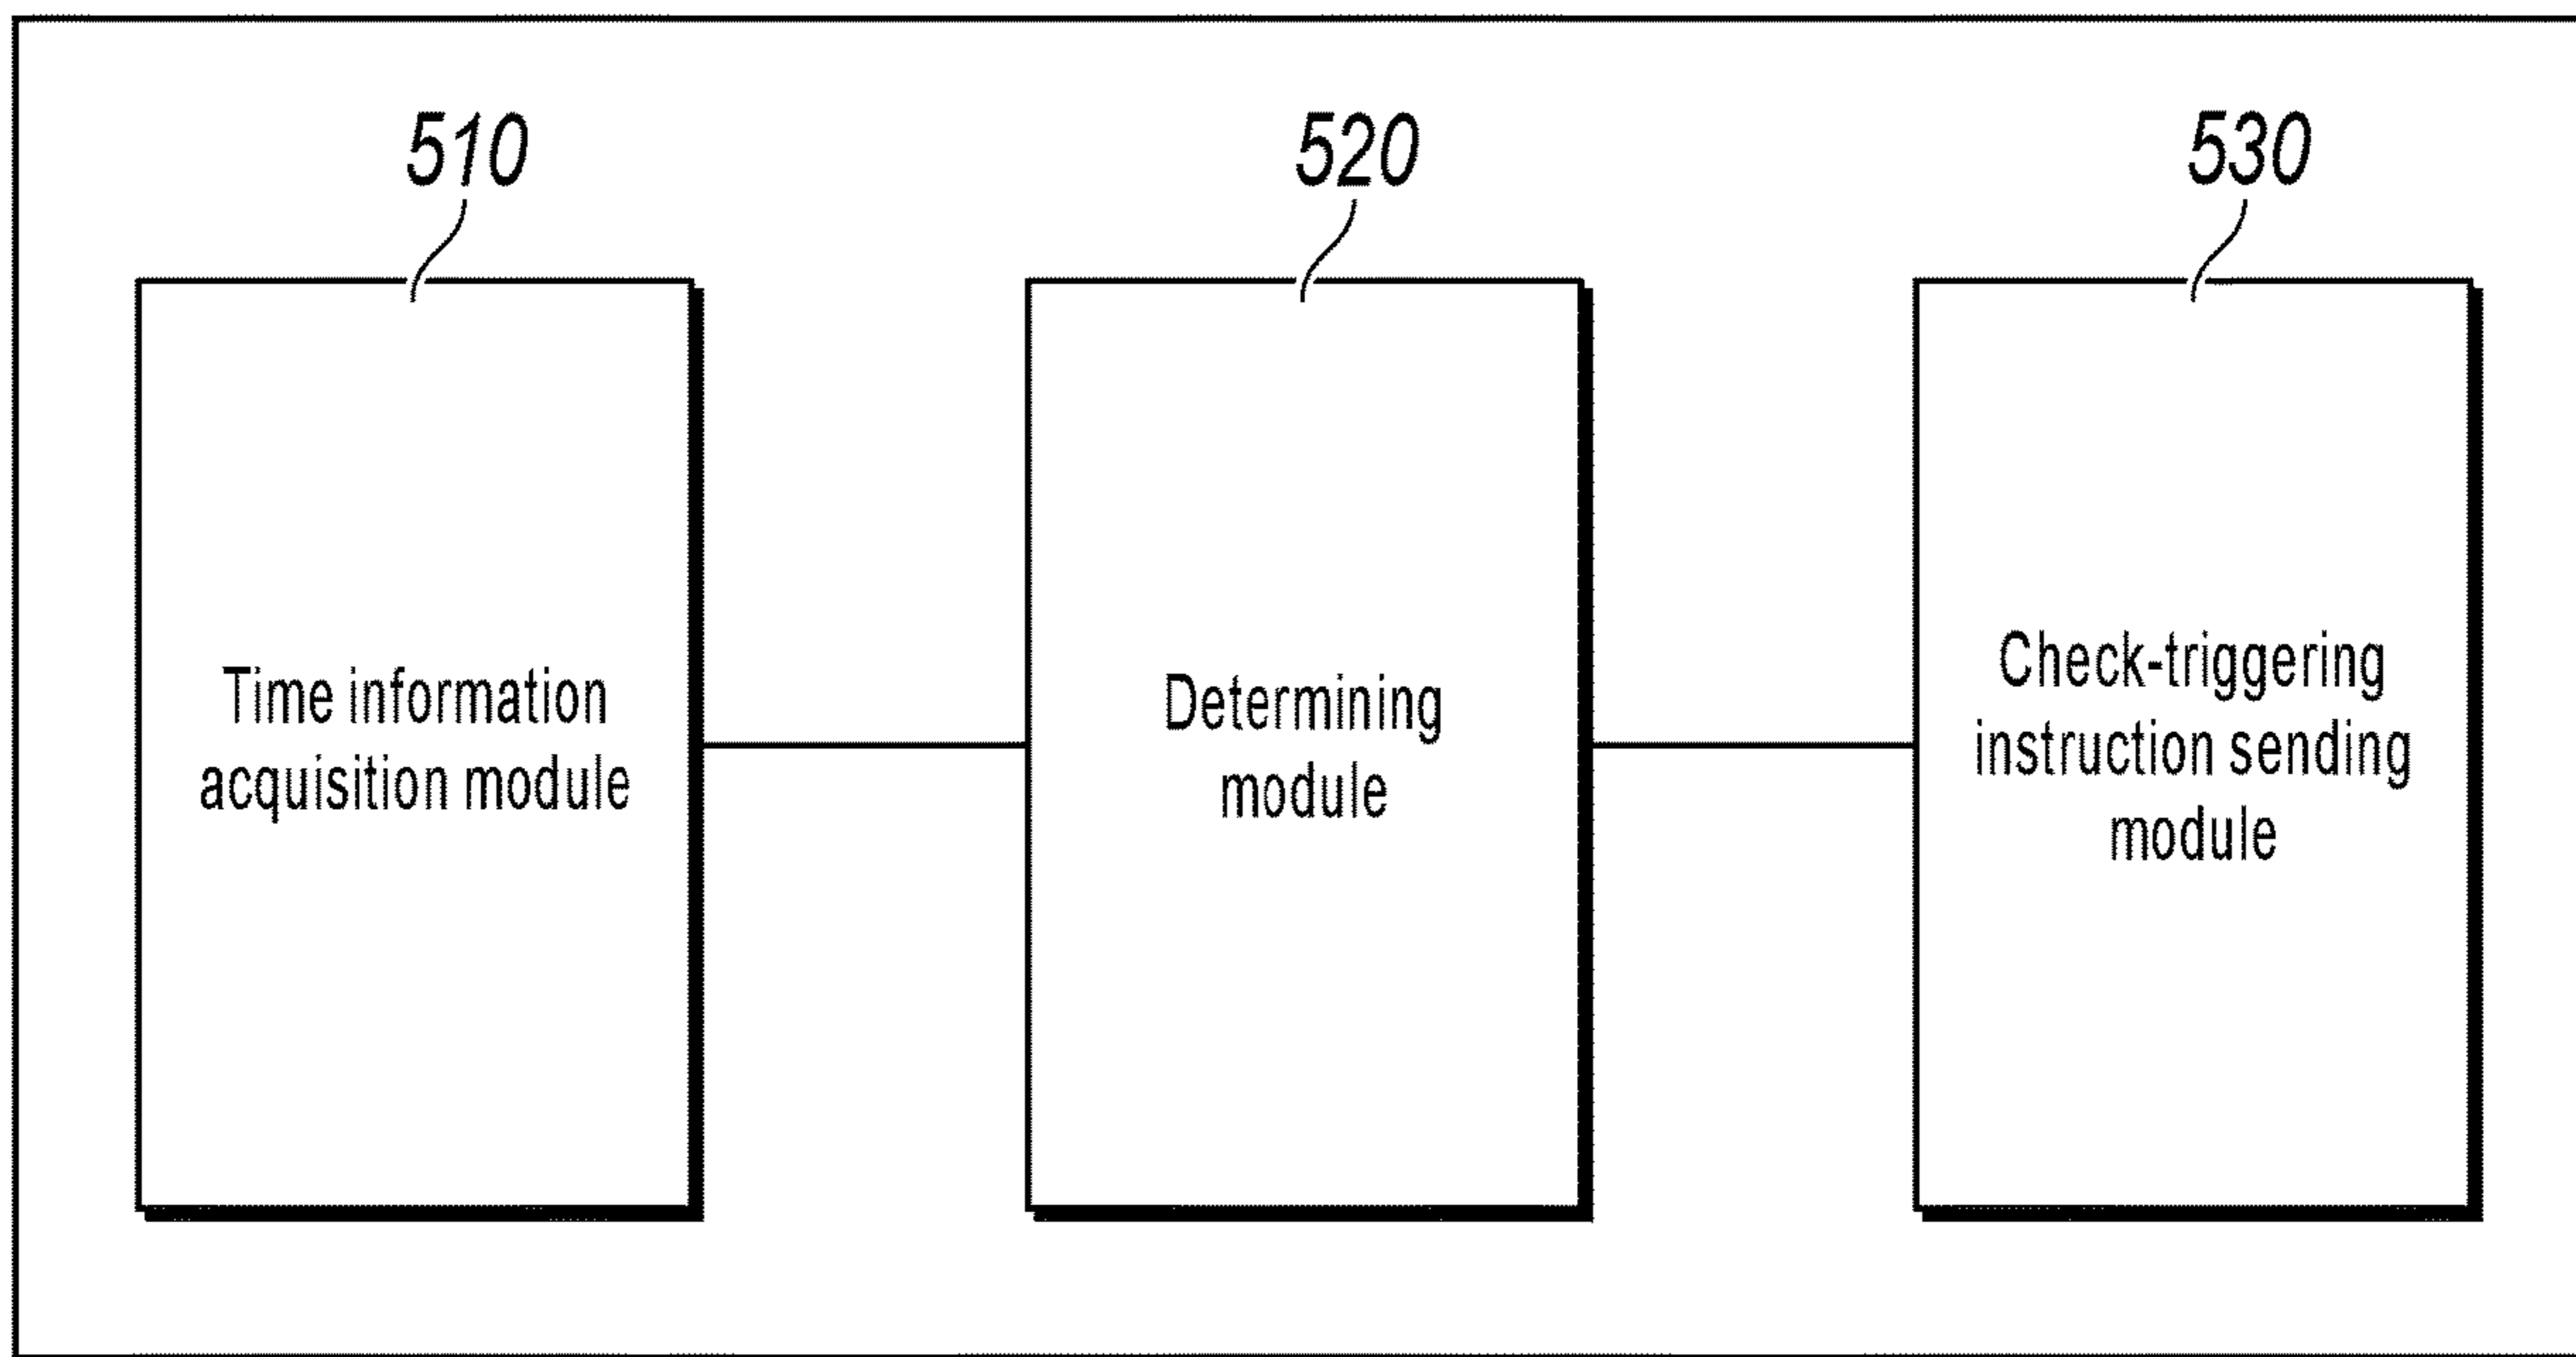 510
520
530
Time information
acquisition module
Determining
module
Check-triggering
instruction sending
module